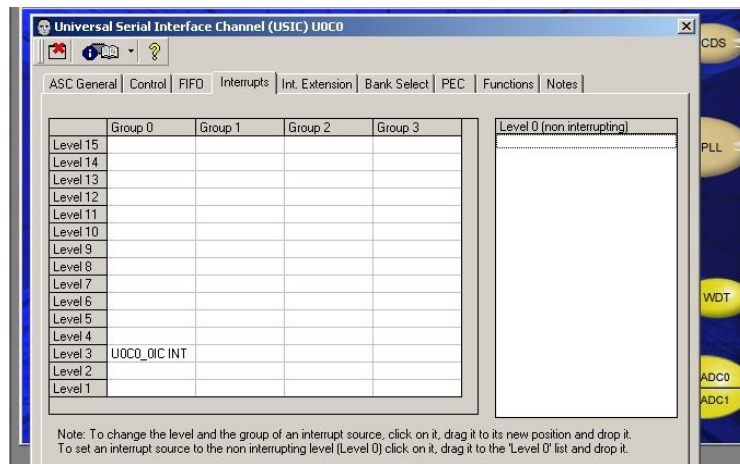 Universal Serial Interface Channel (USIC) U0C0
ASC General Control FIFO Interrupts Int. Extension Bank Select PEC Functions Notes
Group 0 Group 1 Group 2 Group 3
Level 15
Level 14
Level 13
Level 12
Level 11
Level 10
Level 9
Level 8
Level 7
Level 6
Level 5
Level 4
Level 3 U0C0_0IC INT
Level 2
Level 1
Level 0 (non interrupting)
Note: To change the level and the group of an interrupt source, click on it, drag it to its new position and drop it.
To set an interrupt source to the non interrupting level (Level 0) click on it, drag it to the 'Level 0' list and drop it.
CDS
PLL
WDT
ADC0
ADC1